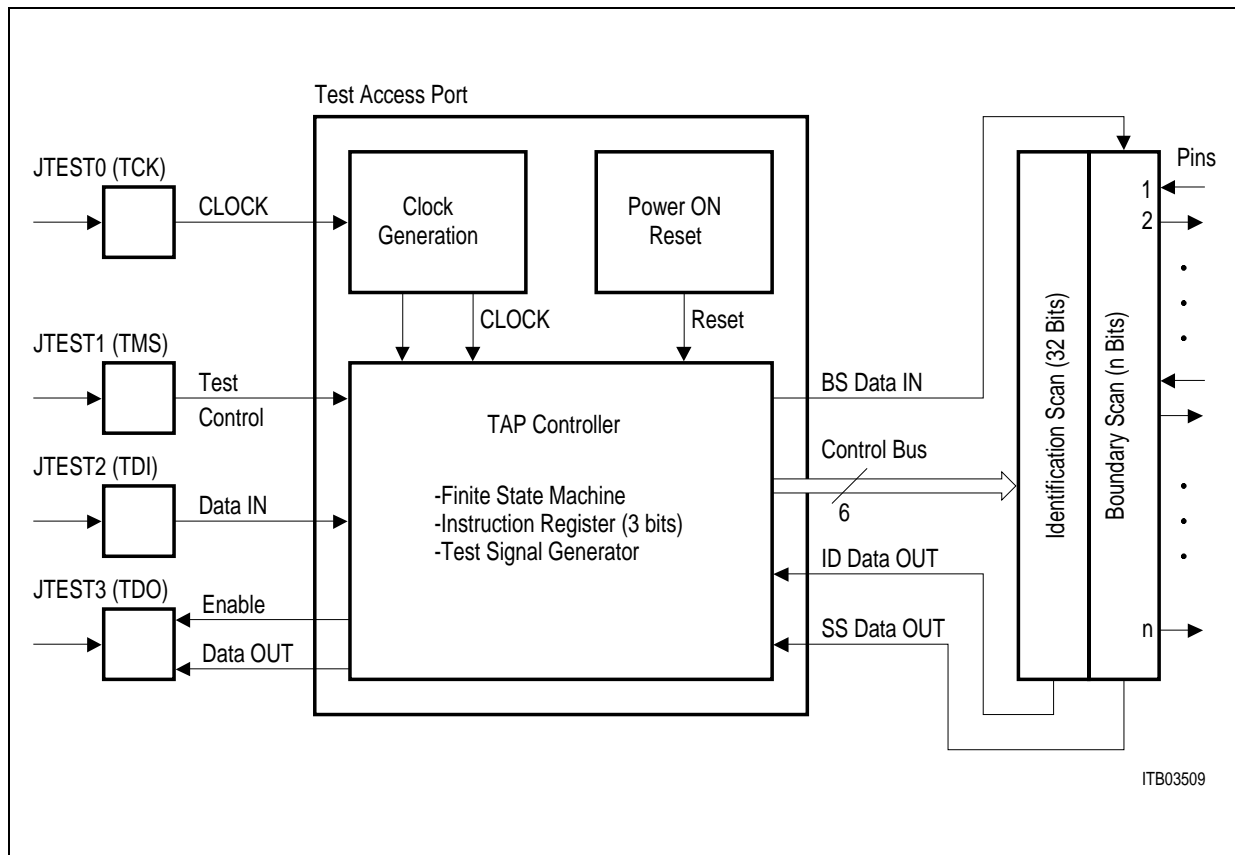 Test Access Port
JTEST0 (TCK)
CLOCK
Clock
Generation
Power ON
Reset
CLOCK
Reset
JTEST1 (TMS)
Test
Control
JTEST2 (TDI)
Data IN
JTEST3 (TDO)
Enable
Data OUT
TAP Controller
-Finite State Machine
-Instruction Register (3 bits)
-Test Signal Generator
BS Data IN
Control Bus
6
ID Data OUT
SS Data OUT
Identification Scan (32 Bits)
Boundary Scan (n Bits)
Pins
1
2
n
ITB03509